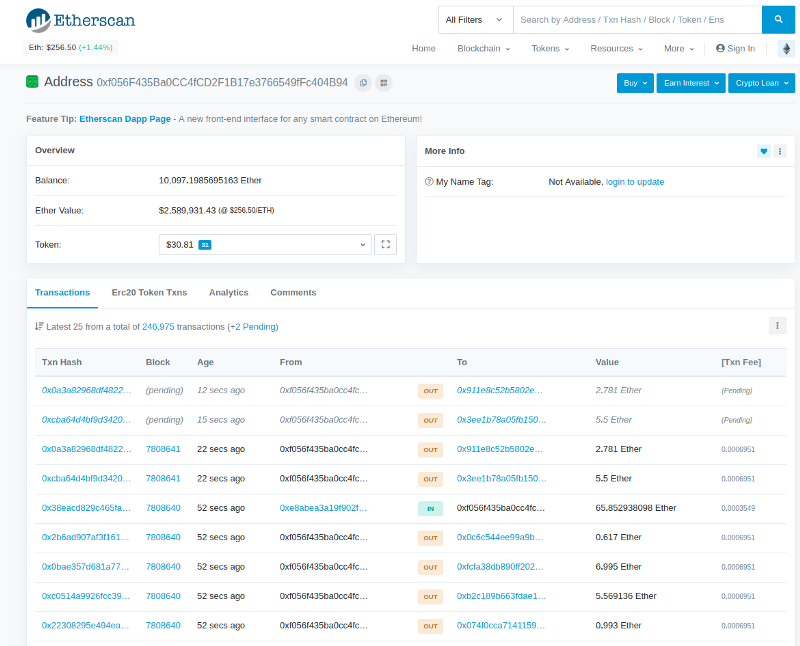 Etherscan
All Filters
Search by Address / Txn Hash / Block / Token / Ens
Eth: $256.50 (+1.44%)
Home Blockchain Tokens Resources More Sign In
Address 0xf056F435Ba0CC4fCD2F1B17e3766549fFc404B94
Buy Earn Interest Crypto Loan
Feature Tip: Etherscan Dapp Page - A new front-end interface for any smart contract on Ethereum!
Overview
Balance: 10,097.1985695163 Ether
Ether Value: $2,589,931.43 (@ $256.50/ETH)
Token: $30.81 31
More Info
My Name Tag: Not Available, login to update
Transactions Erc20 Token Txns Analytics Comments
Latest 25 from a total of 246,975 transactions (+2 Pending)
Txn Hash Block Age From To Value [Txn Fee]
0x0a3a82968df4822... (pending) 12 secs ago 0xf056f435ba0cc4fc... OUT 0x911e8c52b5802e... 2.781 Ether (Pending)
0xcba64d4bf9d3420... (pending) 15 secs ago 0xf056f435ba0cc4fc... OUT 0x3ee1b78a05fb150... 5.5 Ether (Pending)
0x0a3a82968df4822... 7808641 22 secs ago 0xf056f435ba0cc4fc... OUT 0x911e8c52b5802e... 2.781 Ether 0.0006951
0xcba64d4bf9d3420... 7808641 22 secs ago 0xf056f435ba0cc4fc... OUT 0x3ee1b78a05fb150... 5.5 Ether 0.0006951
0x38eacd829c465fa... 7808640 52 secs ago 0xe8abea3a19f902f... IN 0xf056f435ba0cc4fc... 65.852938098 Ether 0.0003549
0x2b6ad907af3f161... 7808640 52 secs ago 0xf056f435ba0cc4fc... OUT 0x0c6c544ee99a9b... 0.617 Ether 0.0006951
0x0bae357d681a77... 7808640 52 secs ago 0xf056f435ba0cc4fc... OUT 0xfcfa38db890ff202... 6.995 Ether 0.0006951
0xc0514a9926fcc39... 7808640 52 secs ago 0xf056f435ba0cc4fc... OUT 0xb2c189b663fdae1... 5.569136 Ether 0.0006951
0x22308295e494ea... 7808640 52 secs ago 0xf056f435ba0cc4fc... OUT 0x074f0cca7141159... 0.993 Ether 0.0006951